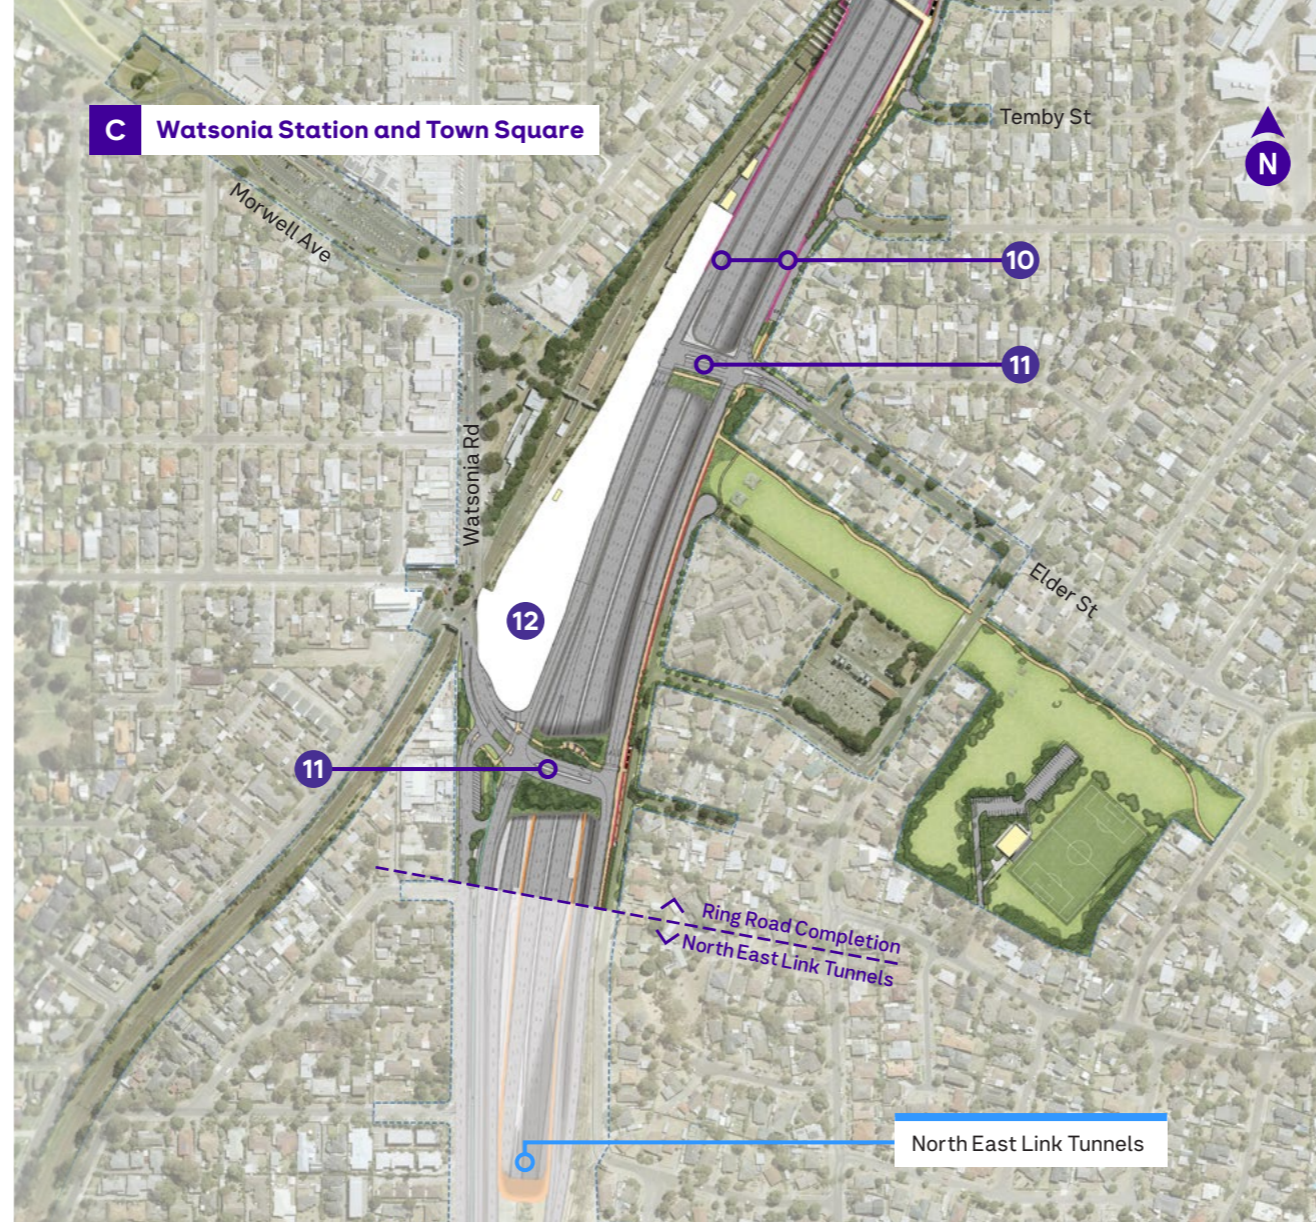 C Watsonia Station and Town Square
Temby St
N
Morwell Ave
10
11
Watsonia Rd
Elder St
12
11
Ring Road Completion
North East Link Tunnels
North East Link Tunnels